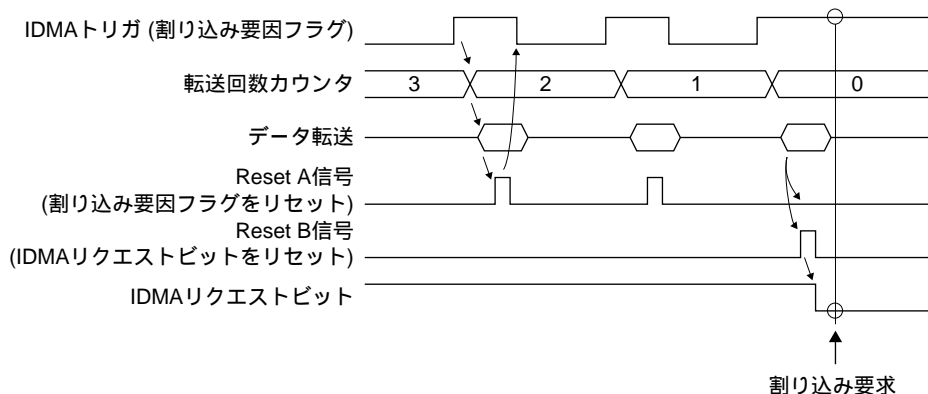 IDMAトリガ (割り込み要因フラグ)
転送回数カウンタ
3 2 1 0
データ転送
Reset A信号
(割り込み要因フラグをリセット)
Reset B信号
(IDMAリクエストビットをリセット)
IDMAリクエストビット
割り込み要求